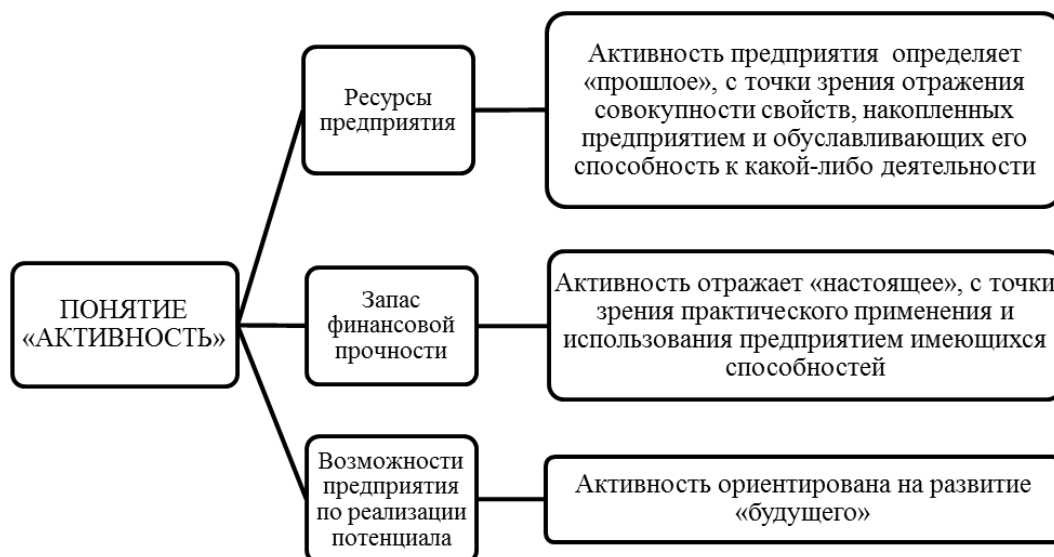 ПОНЯТИЕ
«АКТИВНОСТЬ»
Ресурсы
предприятия
Активность предприятия определяет
«прошлое», с точки зрения отражения
совокупности свойств, накопленных
предприятием и обуславливающих его
способность к какой-либо деятельности
Запас
финансовой
прочности
Активность отражает «настоящее», с точки
зрения практического применения и
использования предприятием имеющихся
способностей
Возможности
предприятия
по реализации
потенциала
Активность ориентирована на развитие
«будущего»